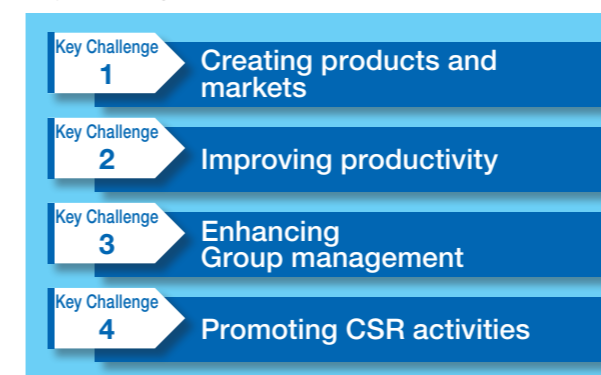 Key Challenge
1
Creating products and
markets
Key Challenge
2
Improving productivity
Key Challenge
3
Enhancing
Group management
Key Challenge
4
Promoting CSR activities